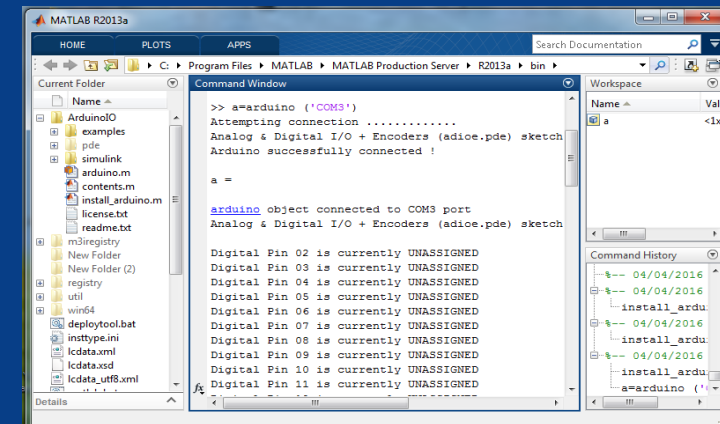 MATLAB R2013a
HOME PLOTS APPS Search Documentation
C: Program Files MATLAB MATLAB Production Server R2013a bin
Current Folder
Name
ArduinoIO
examples
pde
simulink
arduino.m
contents.m
install_arduino.m
license.txt
readme.txt
m3iregistry
New Folder
New Folder (2)
registry
util
win64
deploytool.bat
insttype.ini
lcdata.xml
lcdata.xsd
lcdata_utf8.xml
Details
Command Window
>> a=arduino ('COM3')
Attempting connection .............
Analog & Digital I/O + Encoders (adioe.pde) sketch
Arduino successfully connected !
a =
arduino object connected to COM3 port
Analog & Digital I/O + Encoders (adioe.pde) sketch
Digital Pin 02 is currently UNASSIGNED
Digital Pin 03 is currently UNASSIGNED
Digital Pin 04 is currently UNASSIGNED
Digital Pin 05 is currently UNASSIGNED
Digital Pin 06 is currently UNASSIGNED
Digital Pin 07 is currently UNASSIGNED
Digital Pin 08 is currently UNASSIGNED
Digital Pin 09 is currently UNASSIGNED
Digital Pin 10 is currently UNASSIGNED
fx Digital Pin 11 is currently UNASSIGNED
Workspace
Name Val
a <1x
Command History
%-- 04/04/2016
%-- 04/04/2016
install_ardu
%-- 04/04/2016
install_ardu
%-- 04/04/2016
install_ardu
a=arduino ('